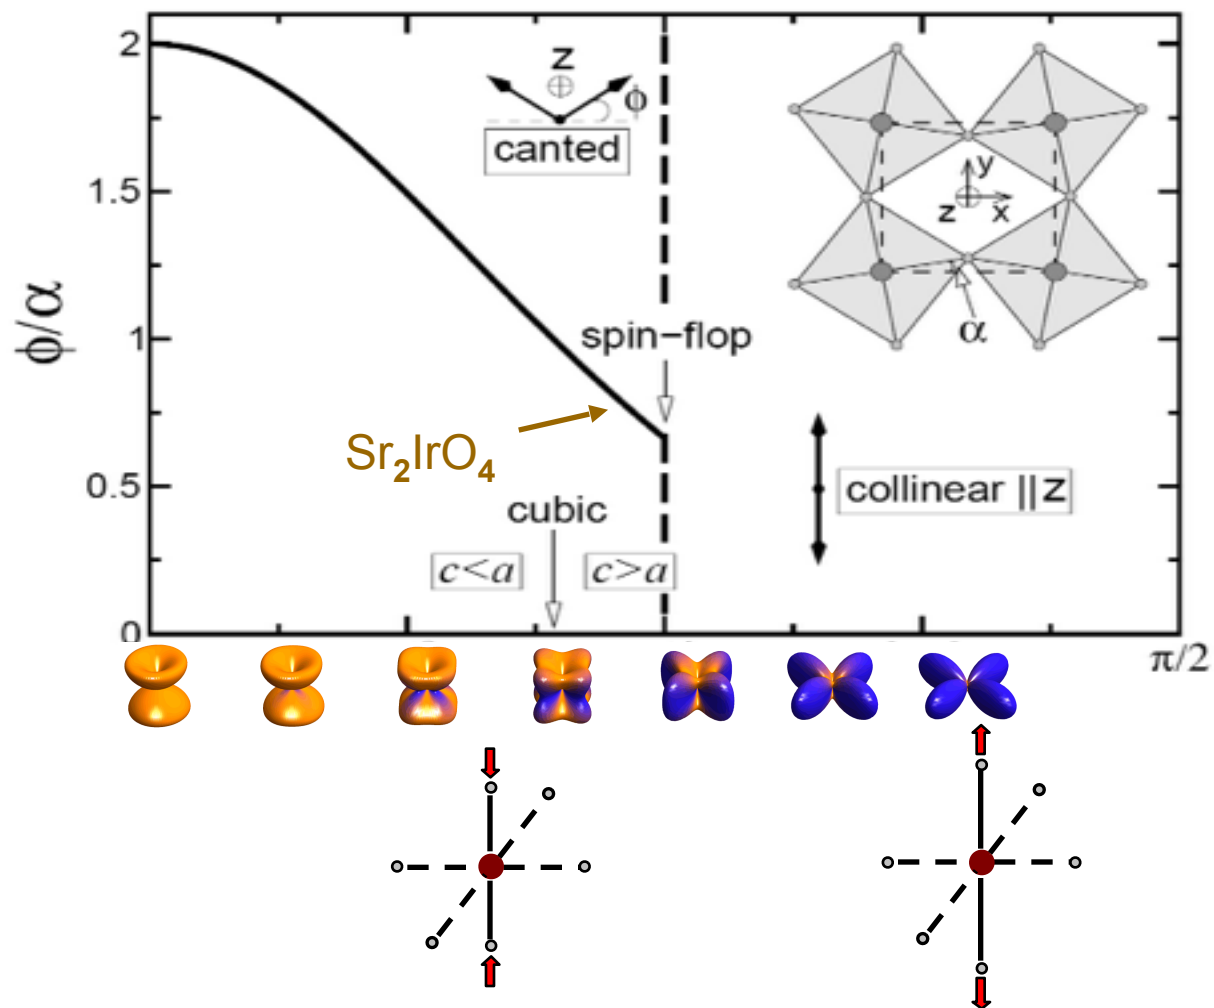 2
1.5
1
0.5
0
π/2
ϕ/α
z
ϕ
canted
spin−flop
Sr₂IrO₄
cubic
c<a
c>a
y
z x
α
collinear ||z